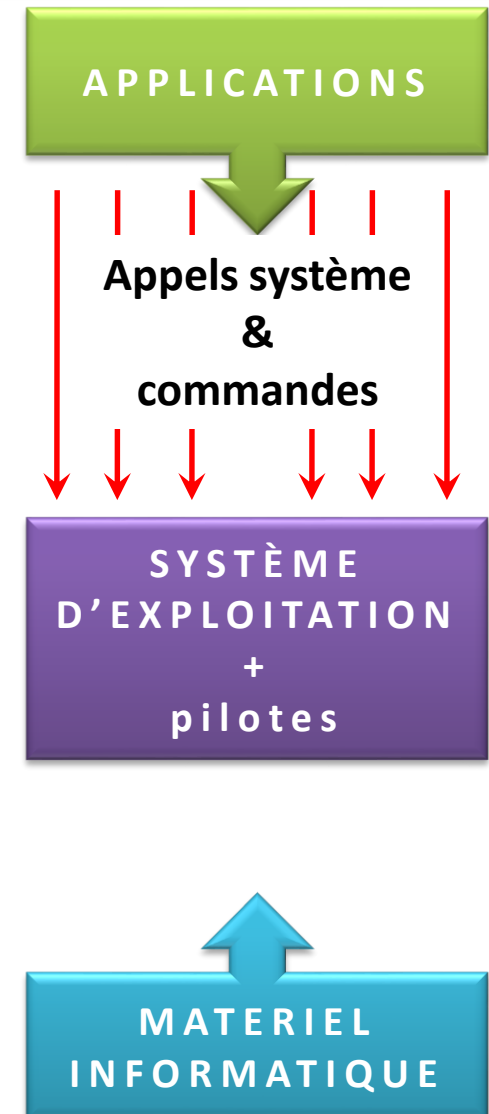 APPLICATIONS
Appels système
&
commandes
SYSTÈME
D’EXPLOITATION
+
pilotes
MATERIEL
INFORMATIQUE